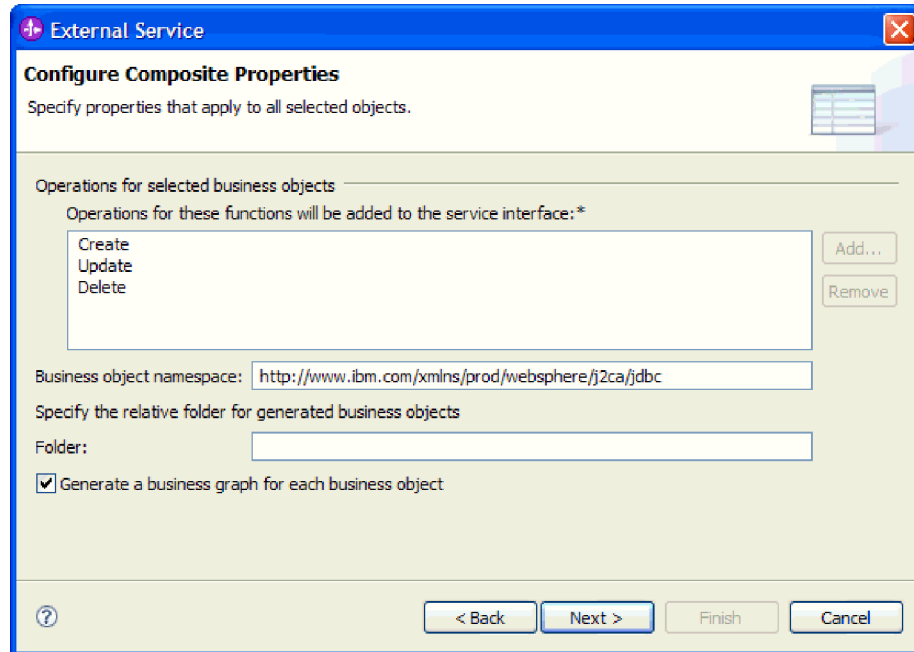 External Service
Configure Composite Properties
Specify properties that apply to all selected objects.
Operations for selected business objects
Operations for these functions will be added to the service interface:*
Create
Update
Delete
Add...
Remove
Business object namespace: http://www.ibm.com/xmlns/prod/websphere/j2ca/jdbc
Specify the relative folder for generated business objects
Folder:
Generate a business graph for each business object
? < Back Next > Finish Cancel